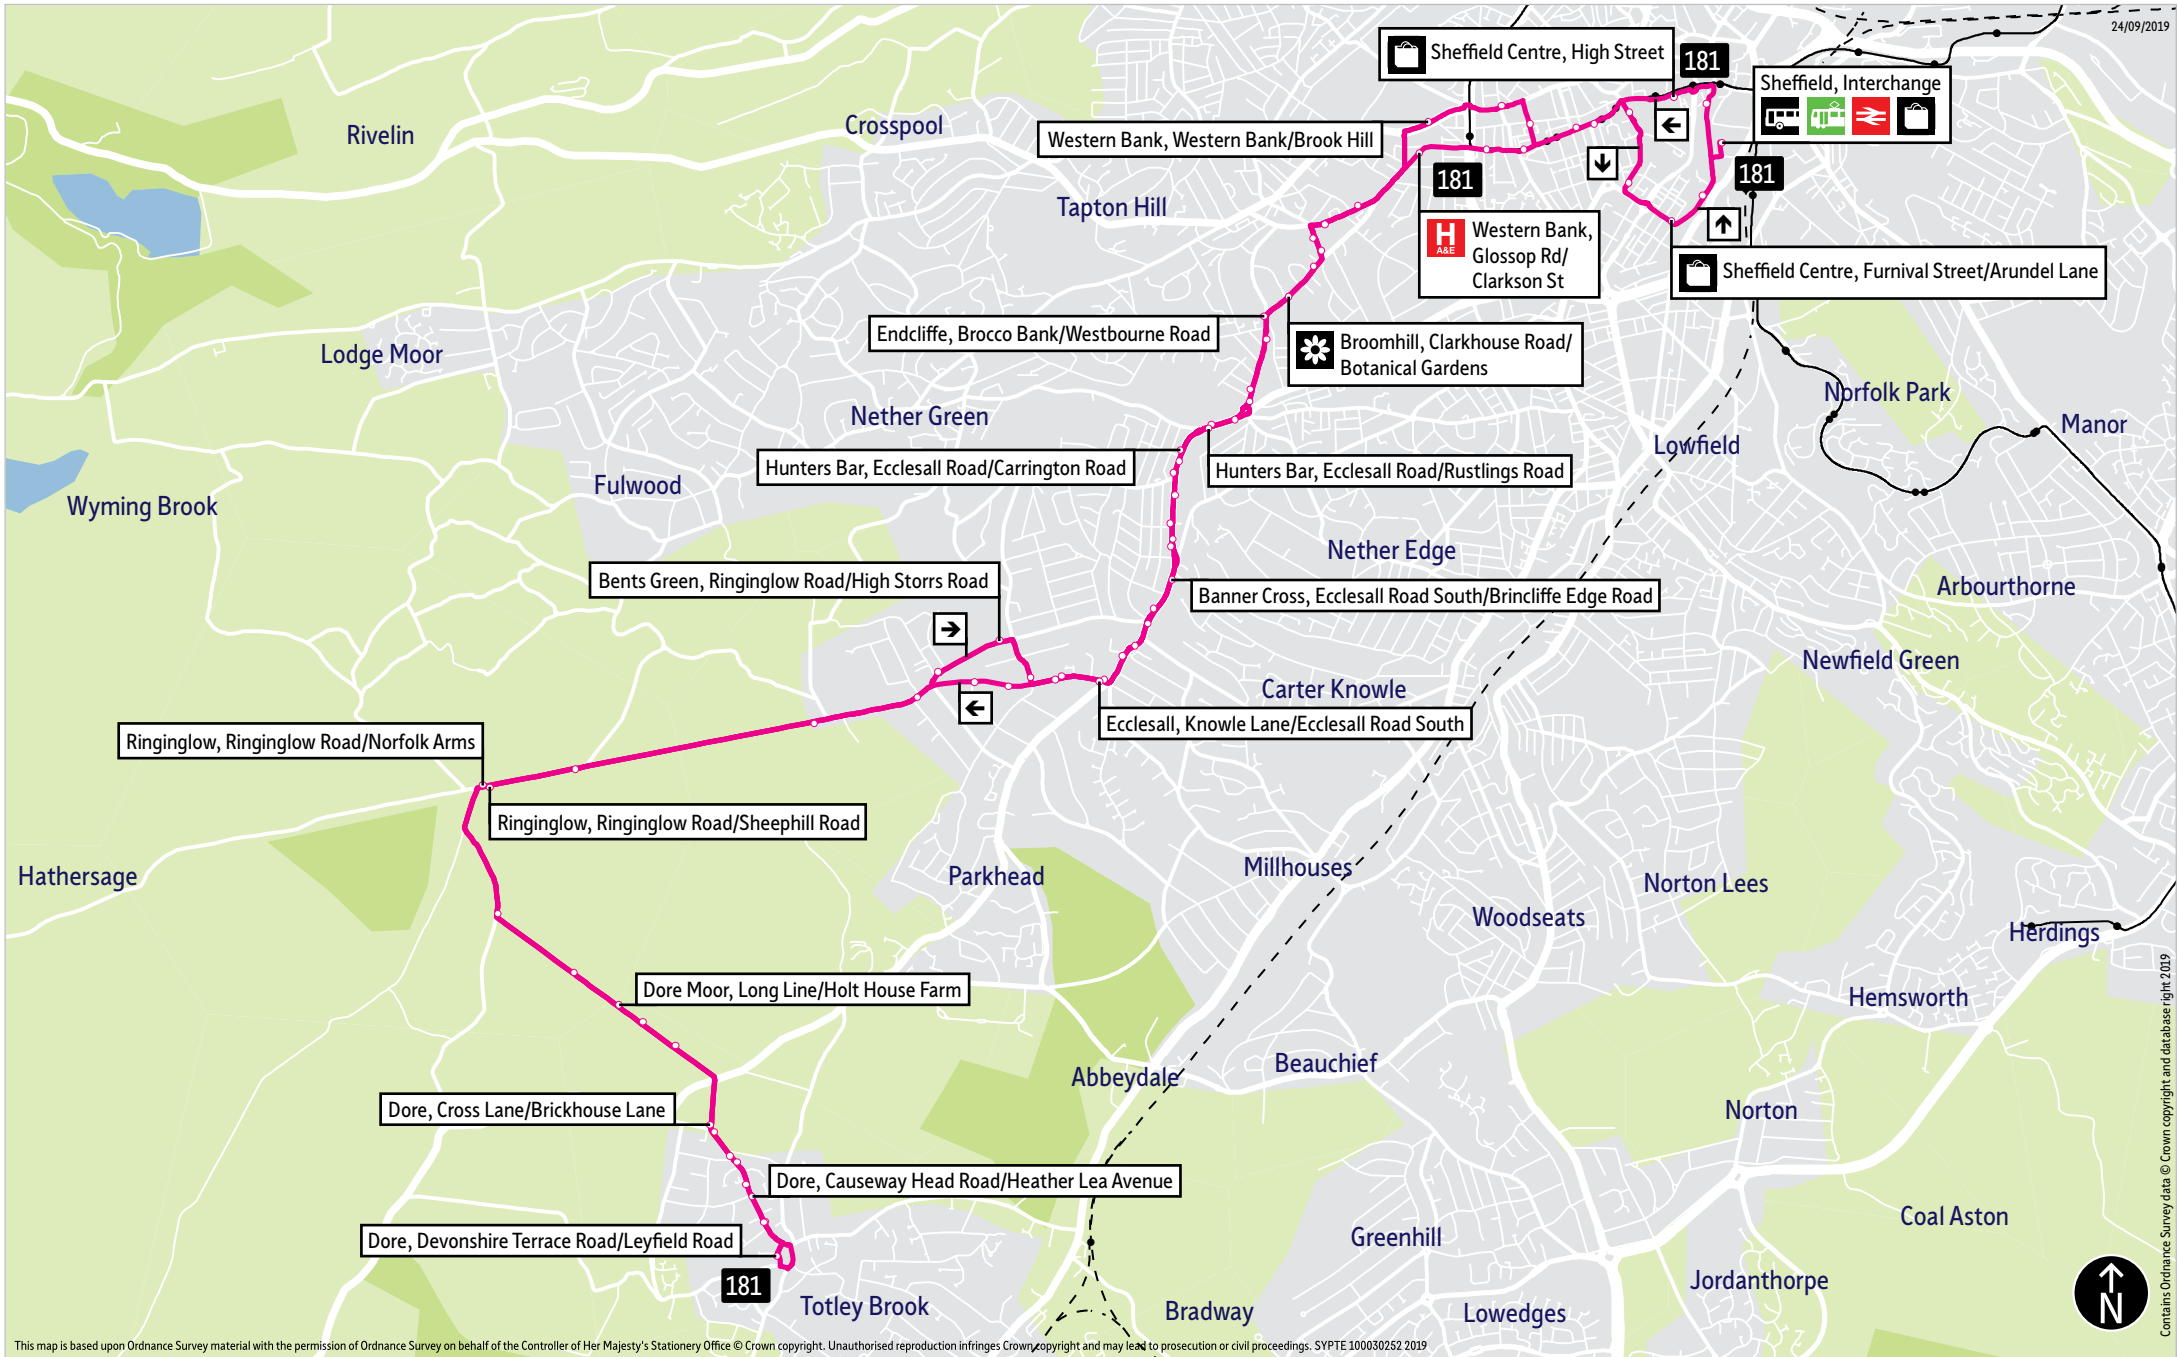 24/09/2019
Sheffield Centre, High Street
181
Sheffield, Interchange
Rivelin
Crosspool
Western Bank, Western Bank/Brook Hill
181
181
Tapton Hill
H
A&E
Western Bank,
Glossop Rd/
Clarkson St
Sheffield Centre, Furnival Street/Arundel Lane
Endcliffe, Brocco Bank/Westbourne Road
Broomhill, Clarkhouse Road/
Botanical Gardens
Lodge Moor
Norfolk Park
Nether Green
Manor
Lowfield
Hunters Bar, Ecclesall Road/Carrington Road
Hunters Bar, Ecclesall Road/Rustlings Road
Fulwood
Wyming Brook
Nether Edge
Bents Green, Ringinglow Road/High Storrs Road
Banner Cross, Ecclesall Road South/Brincliffe Edge Road
Arbourthorne
Newfield Green
Carter Knowle
Ecclesall, Knowle Lane/Ecclesall Road South
Ringinglow, Ringinglow Road/Norfolk Arms
Ringinglow, Ringinglow Road/Sheephill Road
Hathersage
Parkhead
Millhouses
Norton Lees
Woodseats
Herdings
Dore Moor, Long Line/Holt House Farm
Hemsworth
Beauchief
Abbeydale
Dore, Cross Lane/Brickhouse Lane
Norton
Dore, Causeway Head Road/Heather Lea Avenue
Coal Aston
Dore, Devonshire Terrace Road/Leyfield Road
Greenhill
181
Jordanthorpe
Totley Brook
Bradway
Lowedges
N
Contains Ordnance Survey data © Crown copyright and database right 2019
This map is based upon Ordnance Survey material with the permission of Ordnance Survey on behalf of the Controller of Her Majesty's Stationery Office © Crown copyright. Unauthorised reproduction infringes Crown copyright and may lead to prosecution or civil proceedings. SYPTE 100030252 2019